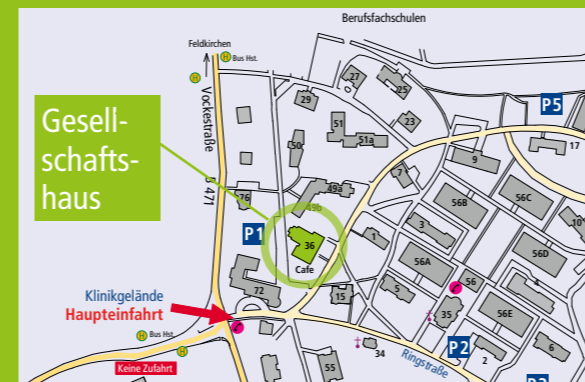 Berufsfachschulen
Feldkirchen
H Bus Hst.
H
Vockestraße
B 471
Gesell-
schafts-
haus
27
25
29
23
51
51a
50
P5
17
9
7
49a
49b
76
56B
56C
10
P1
36
Cafe
1
3
56A
56D
56
4
72
15
5
35
56E
Klinikgelände
Haupteinfahrt
H Bus Hst.
H
Keine Zufahrt
34
Ringstraße
P2
2
6
55
P3